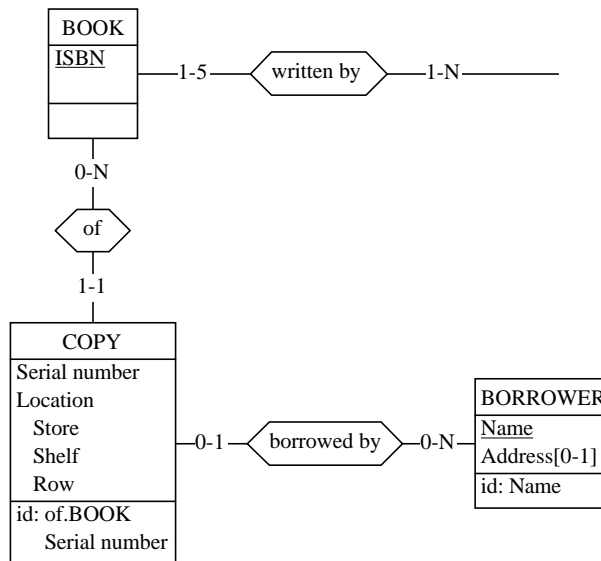 BOOK
ISBN
1-5
written by
1-N
0-N
of
1-1
COPY
Serial number
Location
Store
Shelf
Row
id: of.BOOK
Serial number
0-1
borrowed by
0-N
BORROWER
Name
Address[0-1]
id: Name